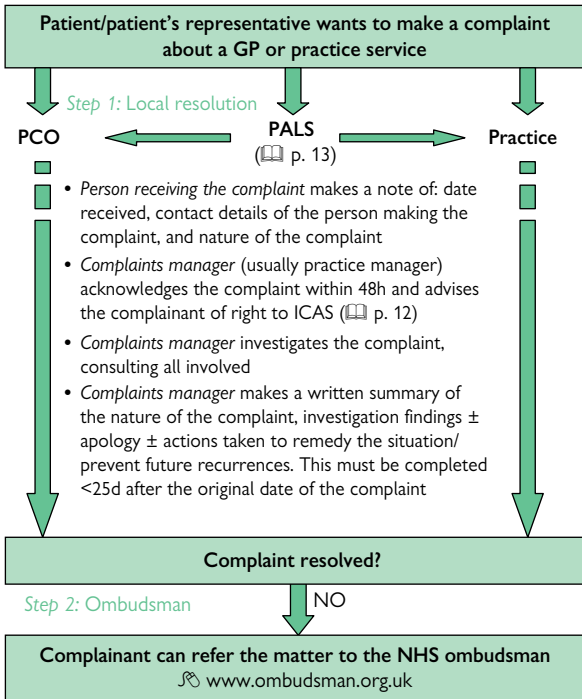 Patient/patient's representative wants to make a complaint
about a GP or practice service
Step 1: Local resolution
PCO
PALS
(📖 p. 13)
Practice
• Person receiving the complaint makes a note of: date
received, contact details of the person making the
complaint, and nature of the complaint
• Complaints manager (usually practice manager)
acknowledges the complaint within 48h and advises
the complainant of right to ICAS (📖 p. 12)
• Complaints manager investigates the complaint,
consulting all involved
• Complaints manager makes a written summary of
the nature of the complaint, investigation findings ±
apology ± actions taken to remedy the situation/
prevent future recurrences. This must be completed
<25d after the original date of the complaint
Complaint resolved?
Step 2: Ombudsman
NO
Complainant can refer the matter to the NHS ombudsman
🖰 www.ombudsman.org.uk